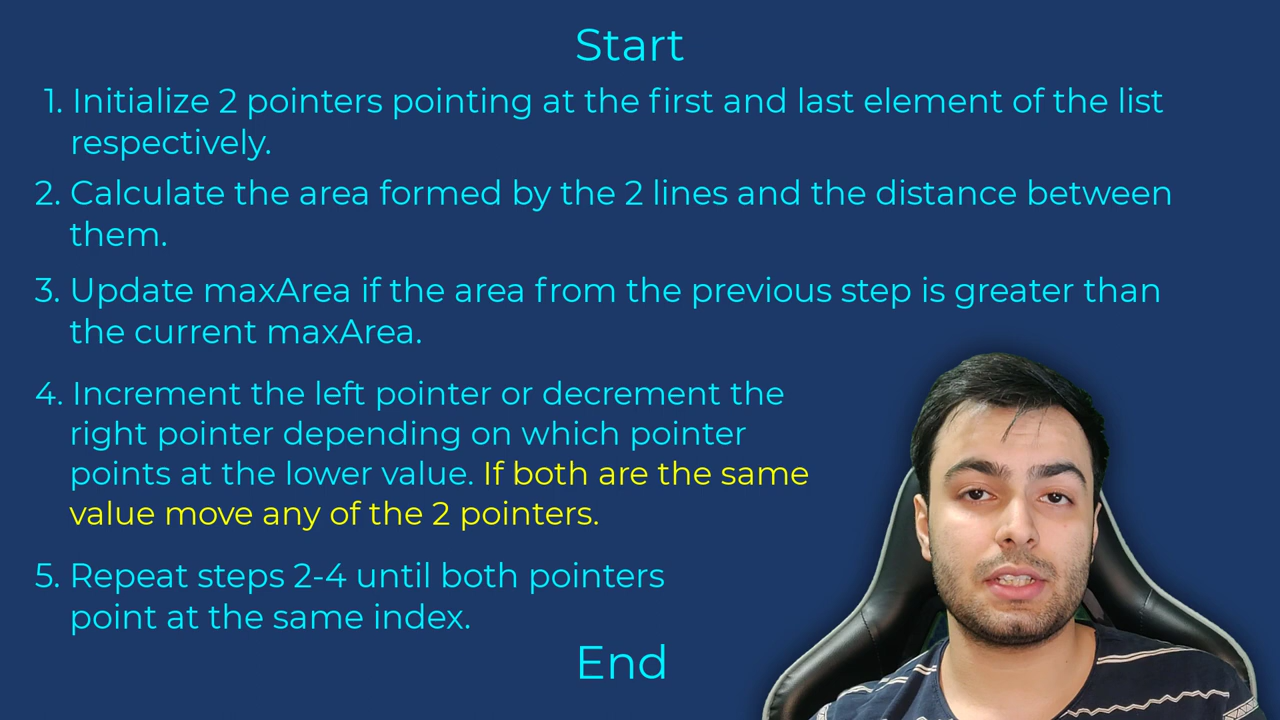 Start
1. Initialize 2 pointers pointing at the first and last element of the list
respectively.
2. Calculate the area formed by the 2 lines and the distance between
them.
3. Update maxArea if the area from the previous step is greater than
the current maxArea.
4. Increment the left pointer or decrement the
right pointer depending on which pointer
points at the lower value. If both are the same
value move any of the 2 pointers.
5. Repeat steps 2-4 until both pointers
point at the same index.
End